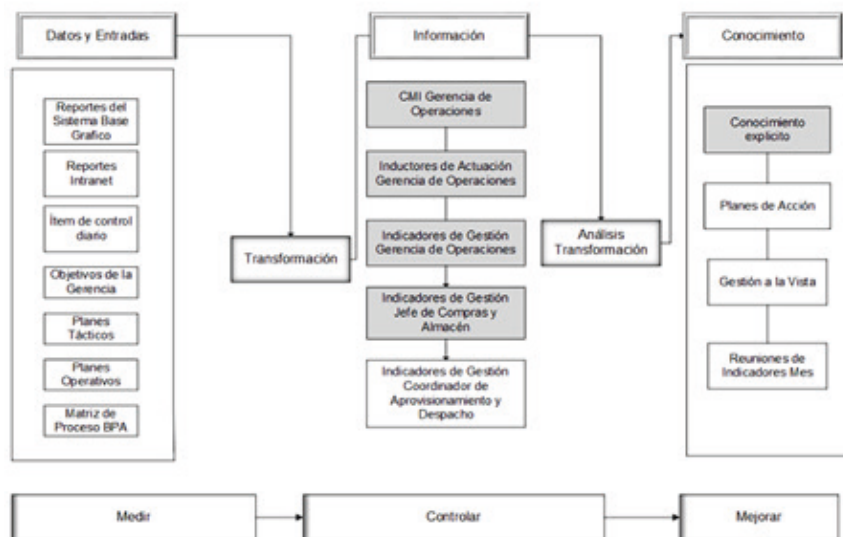 Datos y Entradas
Información
Conocimiento
Reportes del
Sistema Base
Grafico
Reportes
Intranet
Ítem de control
diario
Objetivos de la
Gerencia
Planes
Tácticos
Planes
Operativos
Matriz de
Proceso BPA
Transformación
CMI Gerencia de
Operaciones
Inductores de Actuación
Gerencia de Operaciones
Indicadores de Gestión
Gerencia de Operaciones
Indicadores de Gestión
Jefe de Compras y
Almacén
Indicadores de Gestión
Coordinador de
Aprovisionamiento y
Despacho
Análisis
Transformación
Conocimiento
explicito
Planes de Acción
Gestión a la Vista
Reuniones de
Indicadores Mes
Medir
Controlar
Mejorar